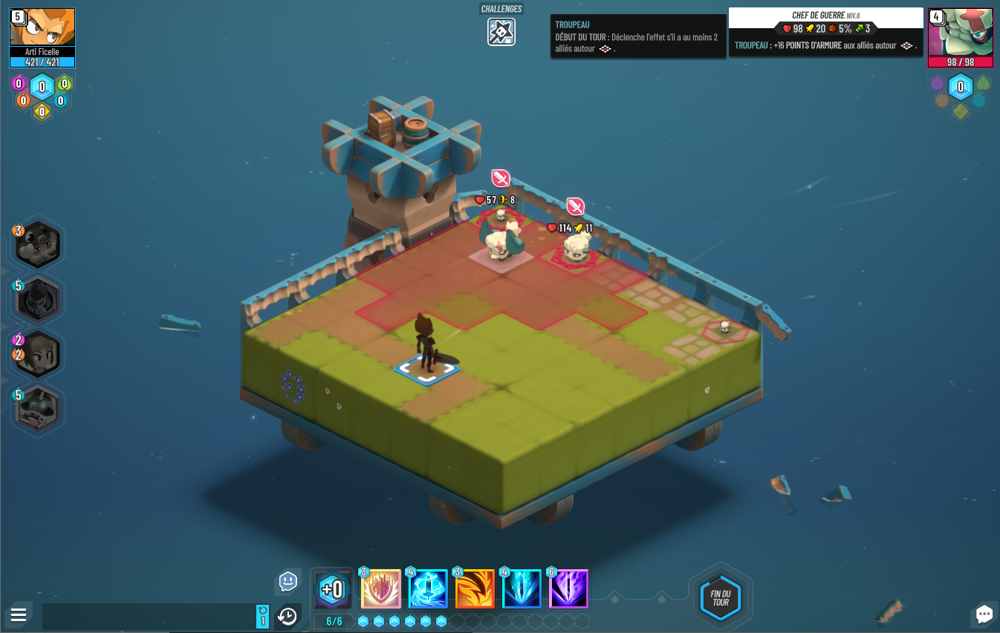 CHALLENGES
5
Arti Ficelle
421 / 421
0
0
0
0
0
0
TROUPEAU
DÉBUT DU TOUR : Déclenche l'effet s'il a au moins 2
alliés autour .
CHEF DE GUERRE NIV.6
98 20 5% 3
TROUPEAU : +16 POINTS D'ARMURE aux alliés autour .
4
98 / 98
0
57 8
114 11
3
5
2
2
5
+0
3
4
3
4
6
6/6
1
FIN DU
TOUR